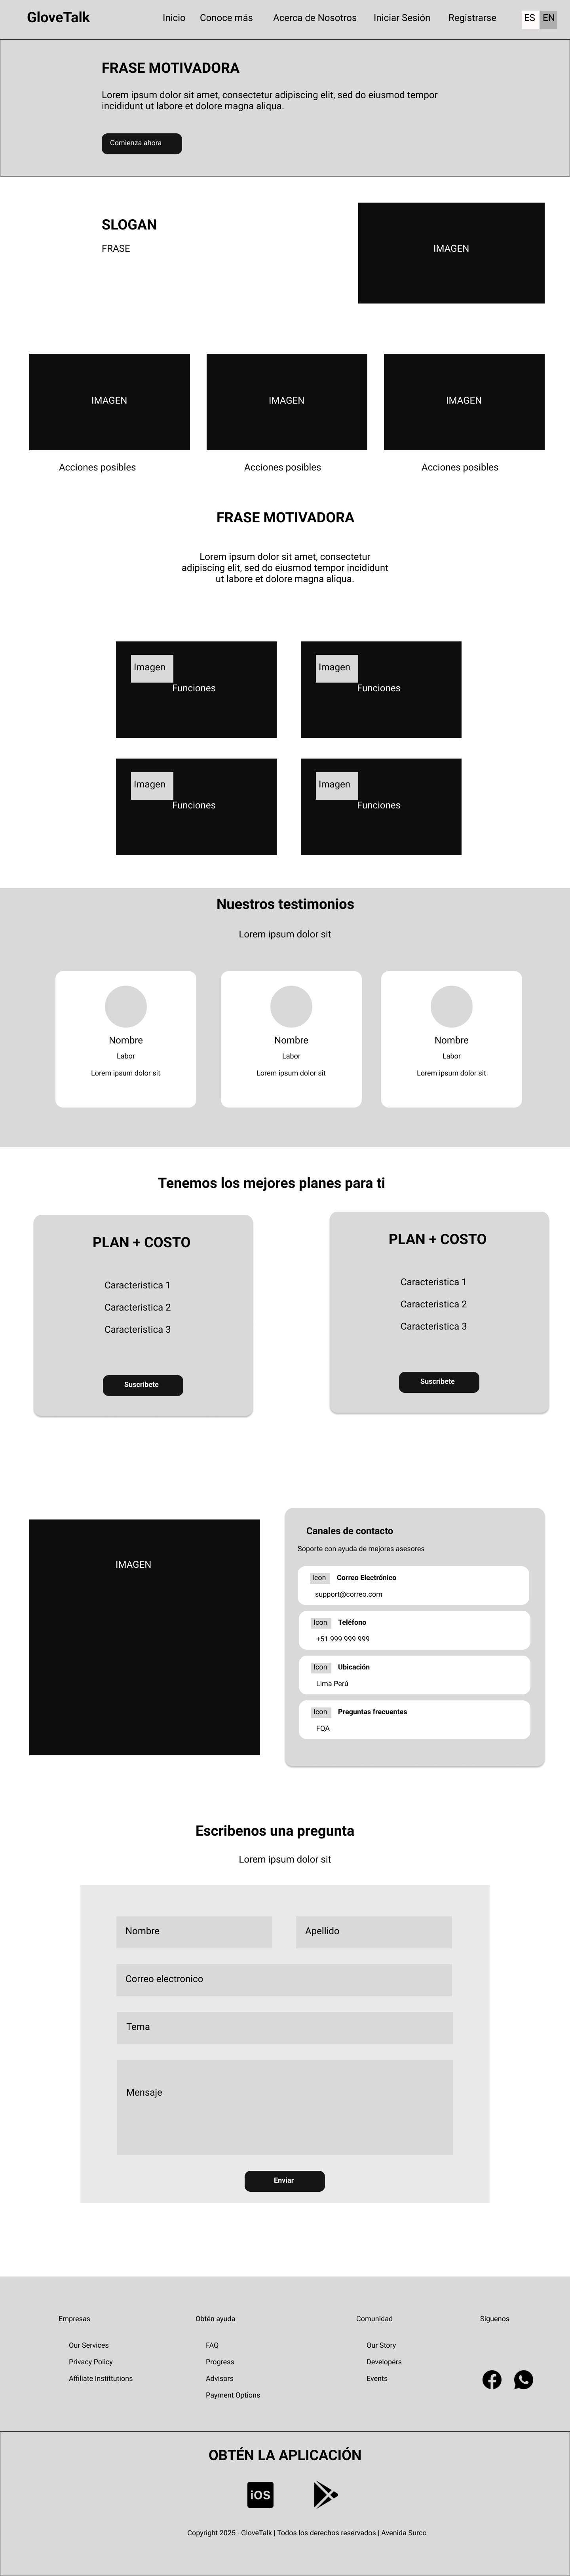 GloveTalk
Inicio
Conoce más
Acerca de Nosotros
Iniciar Sesión
Registrarse
ES
EN
FRASE MOTIVADORA
Lorem ipsum dolor sit amet, consectetur adipiscing elit, sed do eiusmod tempor
incididunt ut labore et dolore magna aliqua.
Comienza ahora
SLOGAN
FRASE
IMAGEN
IMAGEN
IMAGEN
IMAGEN
Acciones posibles
Acciones posibles
Acciones posibles
FRASE MOTIVADORA
Lorem ipsum dolor sit amet, consectetur
adipiscing elit, sed do eiusmod tempor incididunt
ut labore et dolore magna aliqua.
Imagen
Funciones
Imagen
Funciones
Imagen
Funciones
Imagen
Funciones
Nuestros testimonios
Lorem ipsum dolor sit
Nombre
Labor
Lorem ipsum dolor sit
Nombre
Labor
Lorem ipsum dolor sit
Nombre
Labor
Lorem ipsum dolor sit
Tenemos los mejores planes para ti
PLAN + COSTO
Caracteristica 1
Caracteristica 2
Caracteristica 3
Suscribete
PLAN + COSTO
Caracteristica 1
Caracteristica 2
Caracteristica 3
Suscribete
IMAGEN
Canales de contacto
Soporte con ayuda de mejores asesores
Icon
Correo Electrónico
support@correo.com
Icon
Teléfono
+51 999 999 999
Icon
Ubicación
Lima Perú
Icon
Preguntas frecuentes
FQA
Escribenos una pregunta
Lorem ipsum dolor sit
Nombre
Apellido
Correo electronico
Tema
Mensaje
Enviar
Empresas
Our Services
Privacy Policy
Affiliate Instittutions
Obtén ayuda
FAQ
Progress
Advisors
Payment Options
Comunidad
Our Story
Developers
Events
Siguenos
OBTÉN LA APLICACIÓN
iOS
Copyright 2025 - GloveTalk | Todos los derechos reservados | Avenida Surco